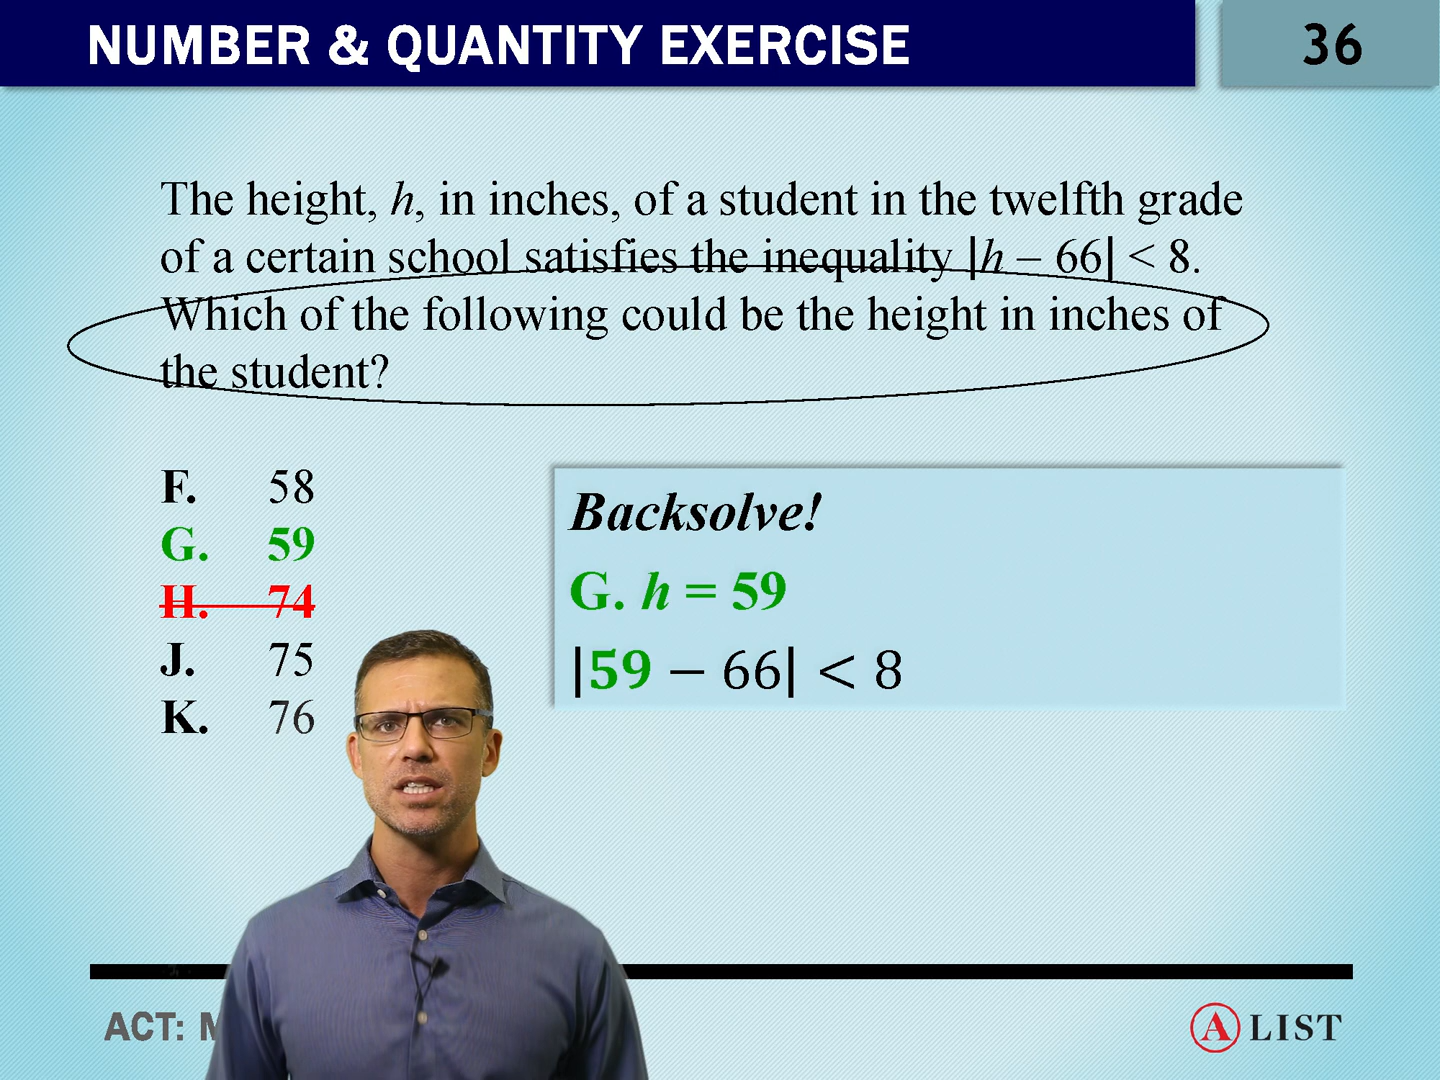 NUMBER & QUANTITY EXERCISE
36
The height, h, in inches, of a student in the twelfth grade
of a certain school satisfies the inequality |h – 66| < 8.
Which of the following could be the height in inches of
the student?
F. 58
G. 59
H. 74
J. 75
K. 76
Backsolve!
G. h = 59
|59 − 66| < 8
ACT:
A LIST